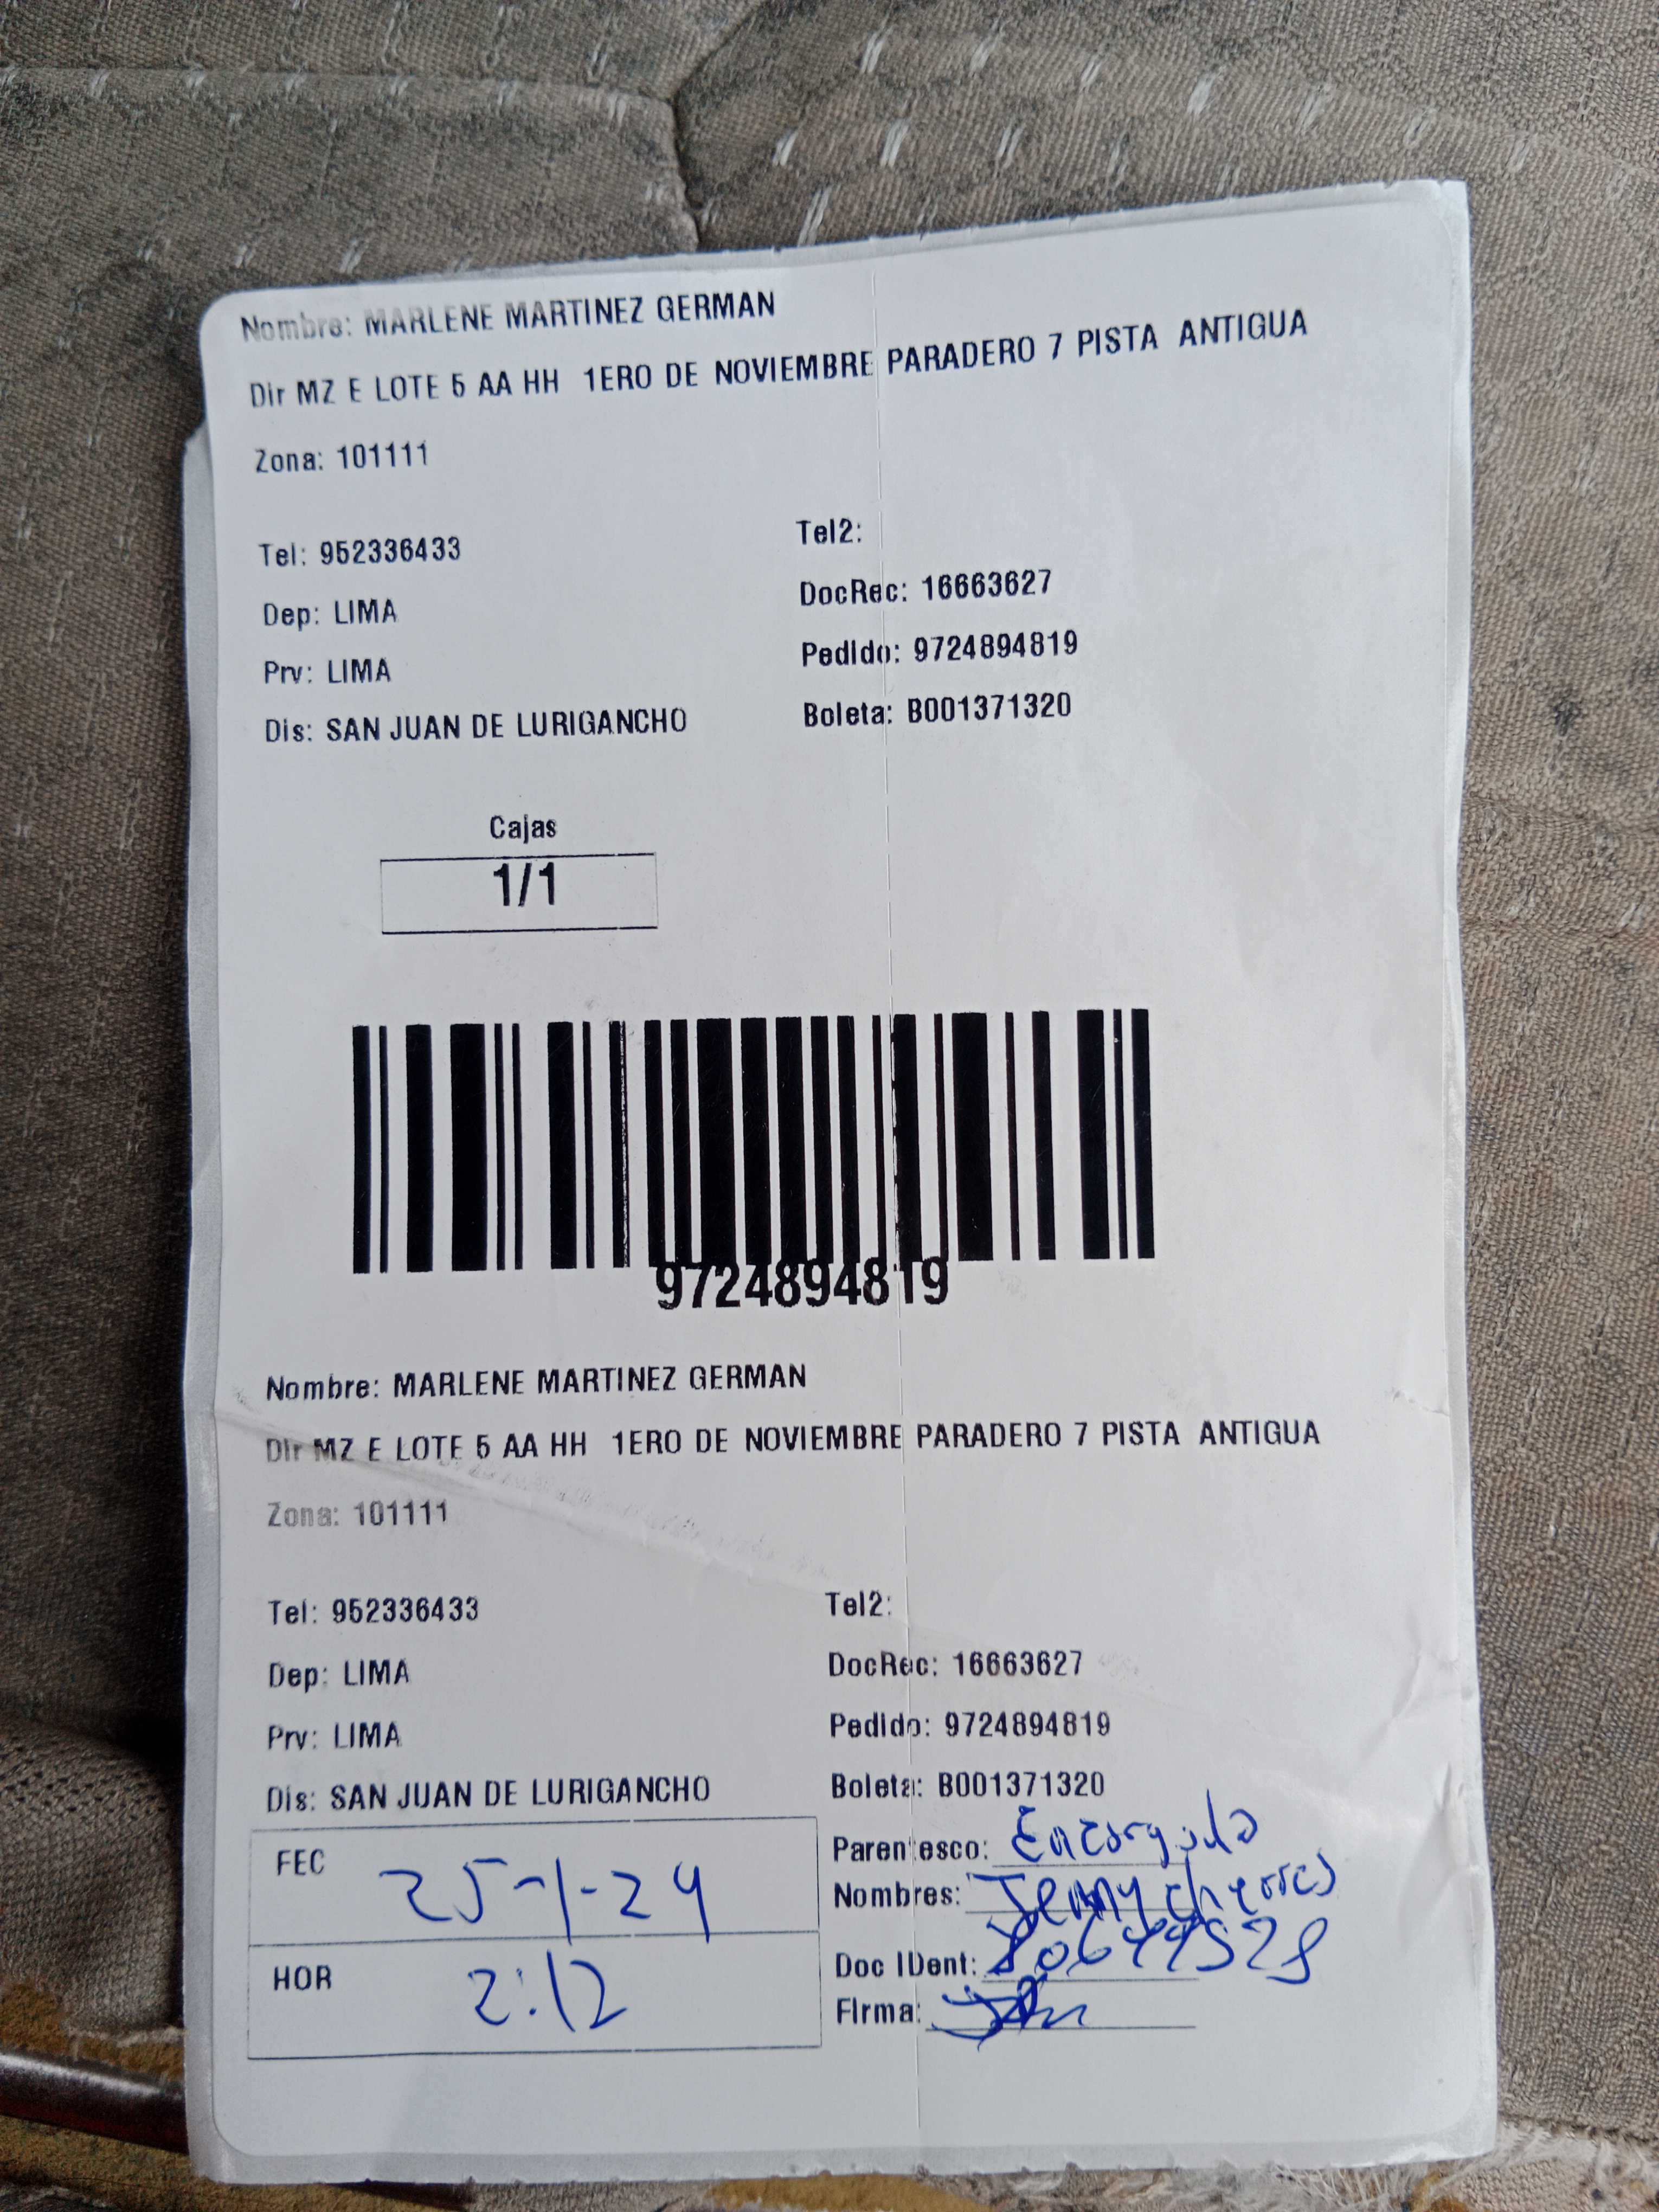 Nombre: MARLENE MARTINEZ GERMAN
Dir MZ E LOTE 5 AA HH 1ERO DE NOVIEMBRE PARADERO 7 PISTA ANTIGUA
Zona: 101111
Tel: 952336433 Tel2:
Dep: LIMA DocRec: 16663627
Prv: LIMA Pedido: 9724894819
Dis: SAN JUAN DE LURIGANCHO Boleta: B001371320
Cajas
1/1
9724894819
Nombre: MARLENE MARTINEZ GERMAN
Dir MZ E LOTE 5 AA HH 1ERO DE NOVIEMBRE PARADERO 7 PISTA ANTIGUA
Zona: 101111
Tel: 952336433 Tel2:
Dep: LIMA DocRec: 16663627
Prv: LIMA Pedido: 9724894819
Dis: SAN JUAN DE LURIGANCHO Boleta: B001371320
FEC 25-1-24
HOR 2:12
Parentesco: Encargada
Nombres: Jenny cherres
Doc IDent:
Firma: